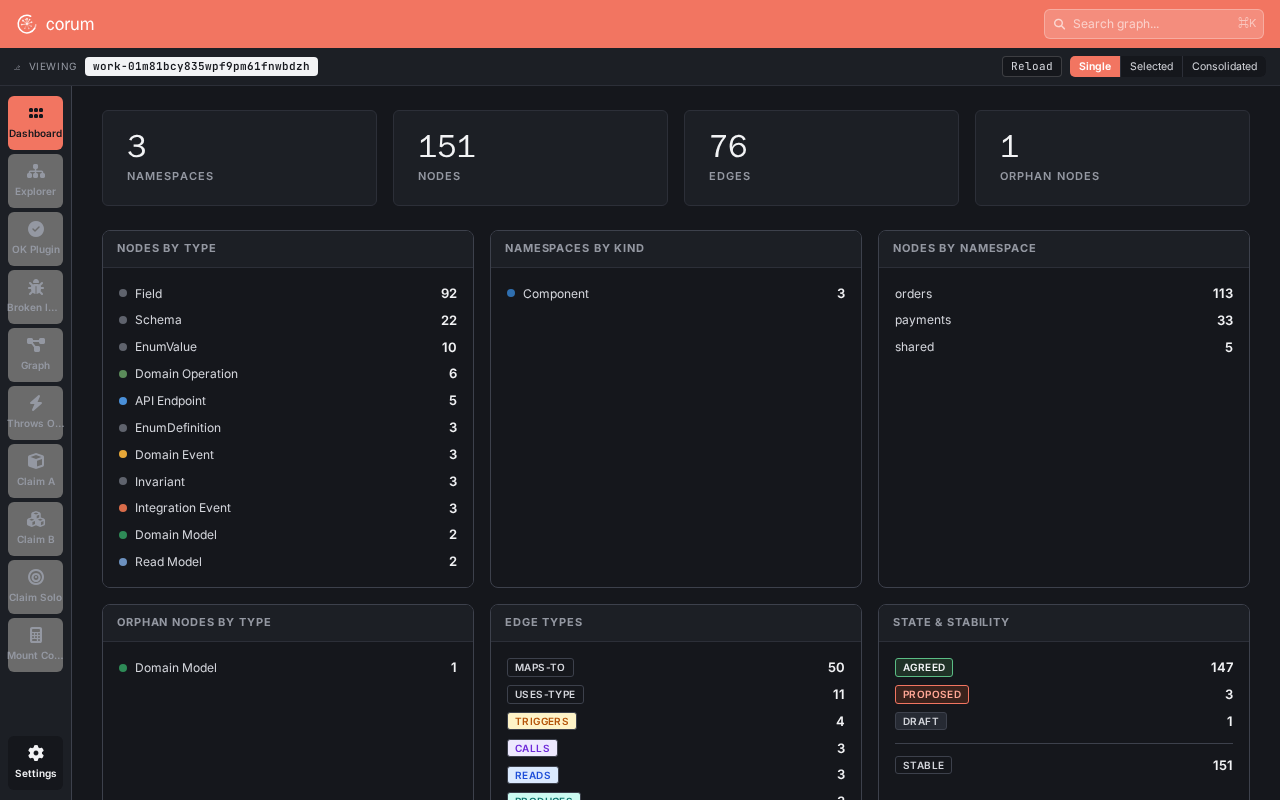 corum
Search graph...
⌘K
VIEWING
work-01m81bcy835wpf9pm61fnwbdzh
Reload
Single
Selected
Consolidated
Dashboard
Explorer
OK Plugin
Broken I...
Graph
Throws O...
Claim A
Claim B
Claim Solo
Mount Co...
Settings
3
NAMESPACES
151
NODES
76
EDGES
1
ORPHAN NODES
NODES BY TYPE
Field 92
Schema 22
EnumValue 10
Domain Operation 6
API Endpoint 5
EnumDefinition 3
Domain Event 3
Invariant 3
Integration Event 3
Domain Model 2
Read Model 2
NAMESPACES BY KIND
Component 3
NODES BY NAMESPACE
orders 113
payments 33
shared 5
ORPHAN NODES BY TYPE
Domain Model 1
EDGE TYPES
MAPS-TO 50
USES-TYPE 11
TRIGGERS 4
CALLS 3
READS 3
PRODUCES
STATE & STABILITY
AGREED 147
PROPOSED 3
DRAFT 1
STABLE 151